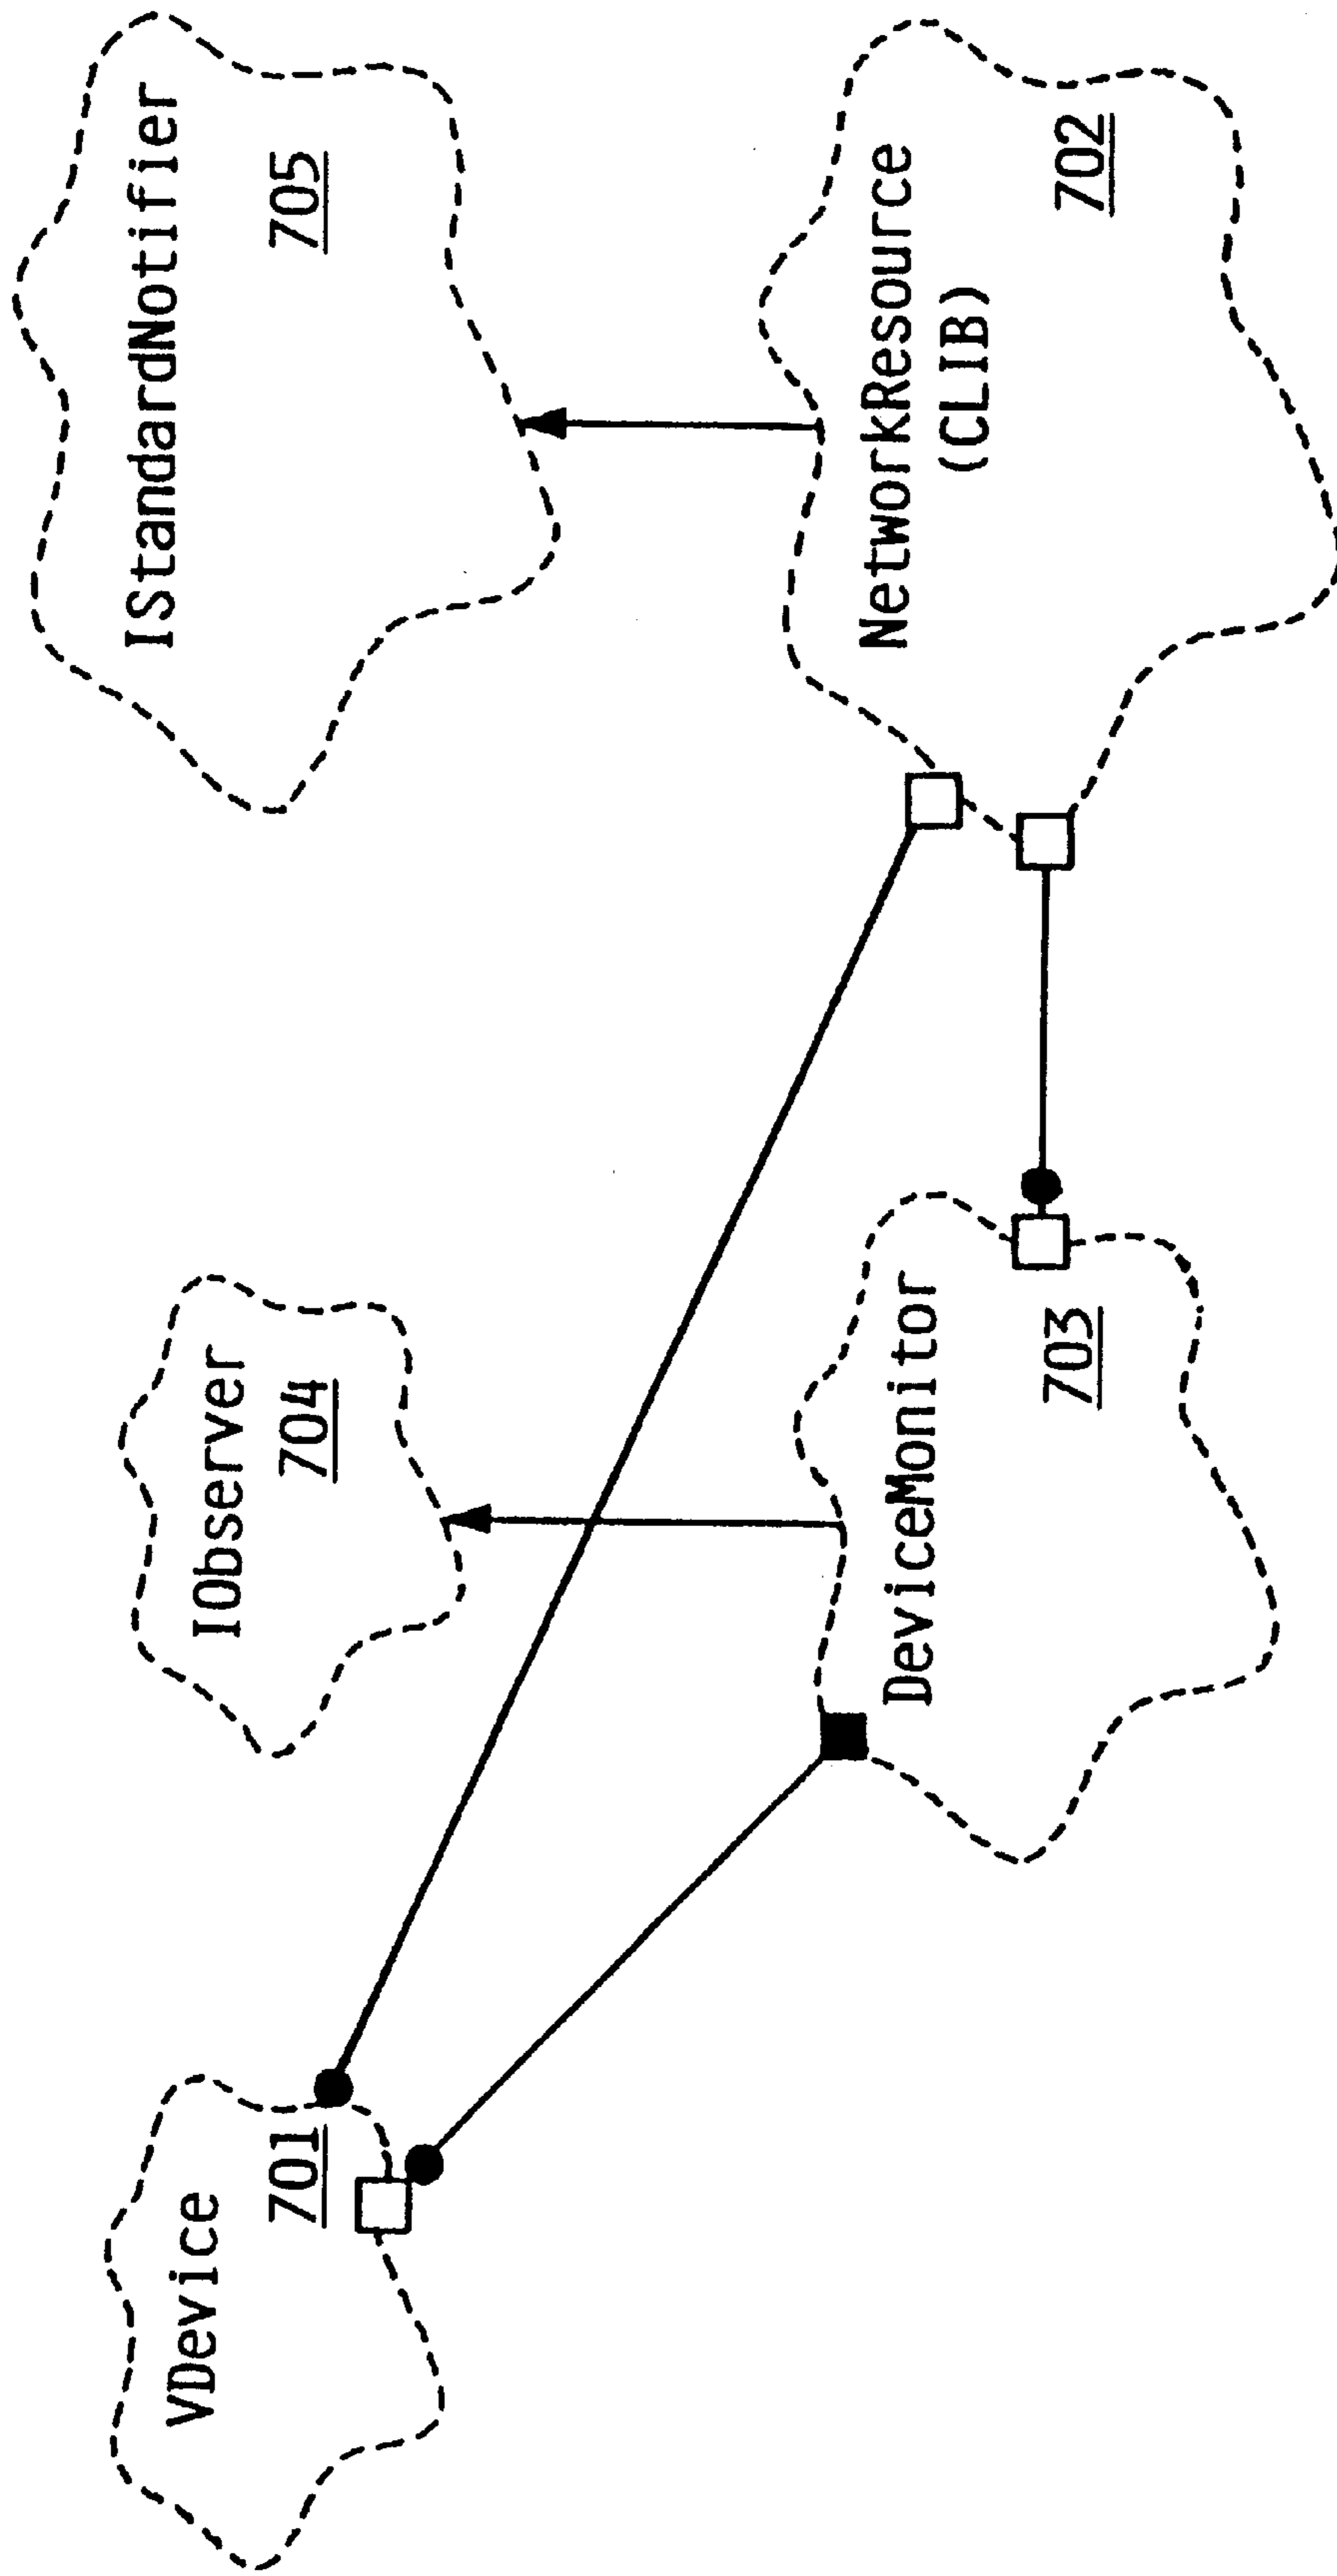 VDevice
701
IObserver
704
IStandardNotifier
705
DeviceMonitor
703
NetworkResource
(CLIB)
702